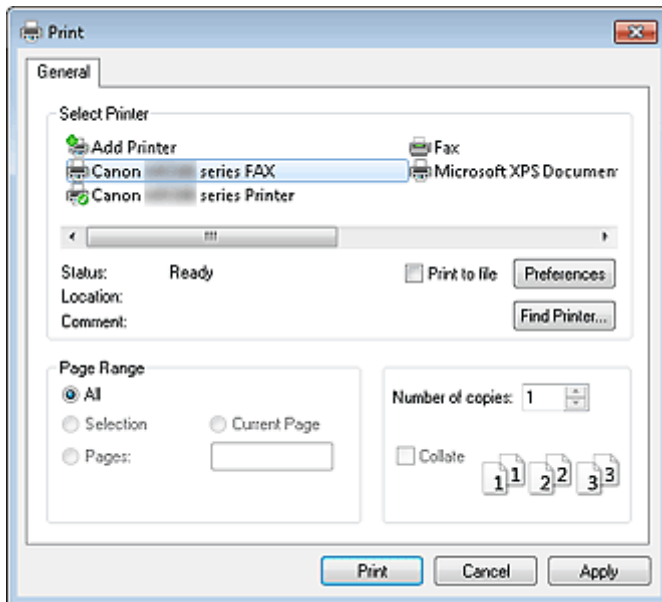 Print
General
Select Printer
Add Printer
Fax
Canon series FAX
Microsoft XPS Documen
Canon series Printer
Status: Ready
Print to file
Preferences
Location:
Comment:
Find Printer...
Page Range
All
Selection
Current Page
Pages:
Number of copies: 1
Collate
1 1 2 2 3 3
Print
Cancel
Apply